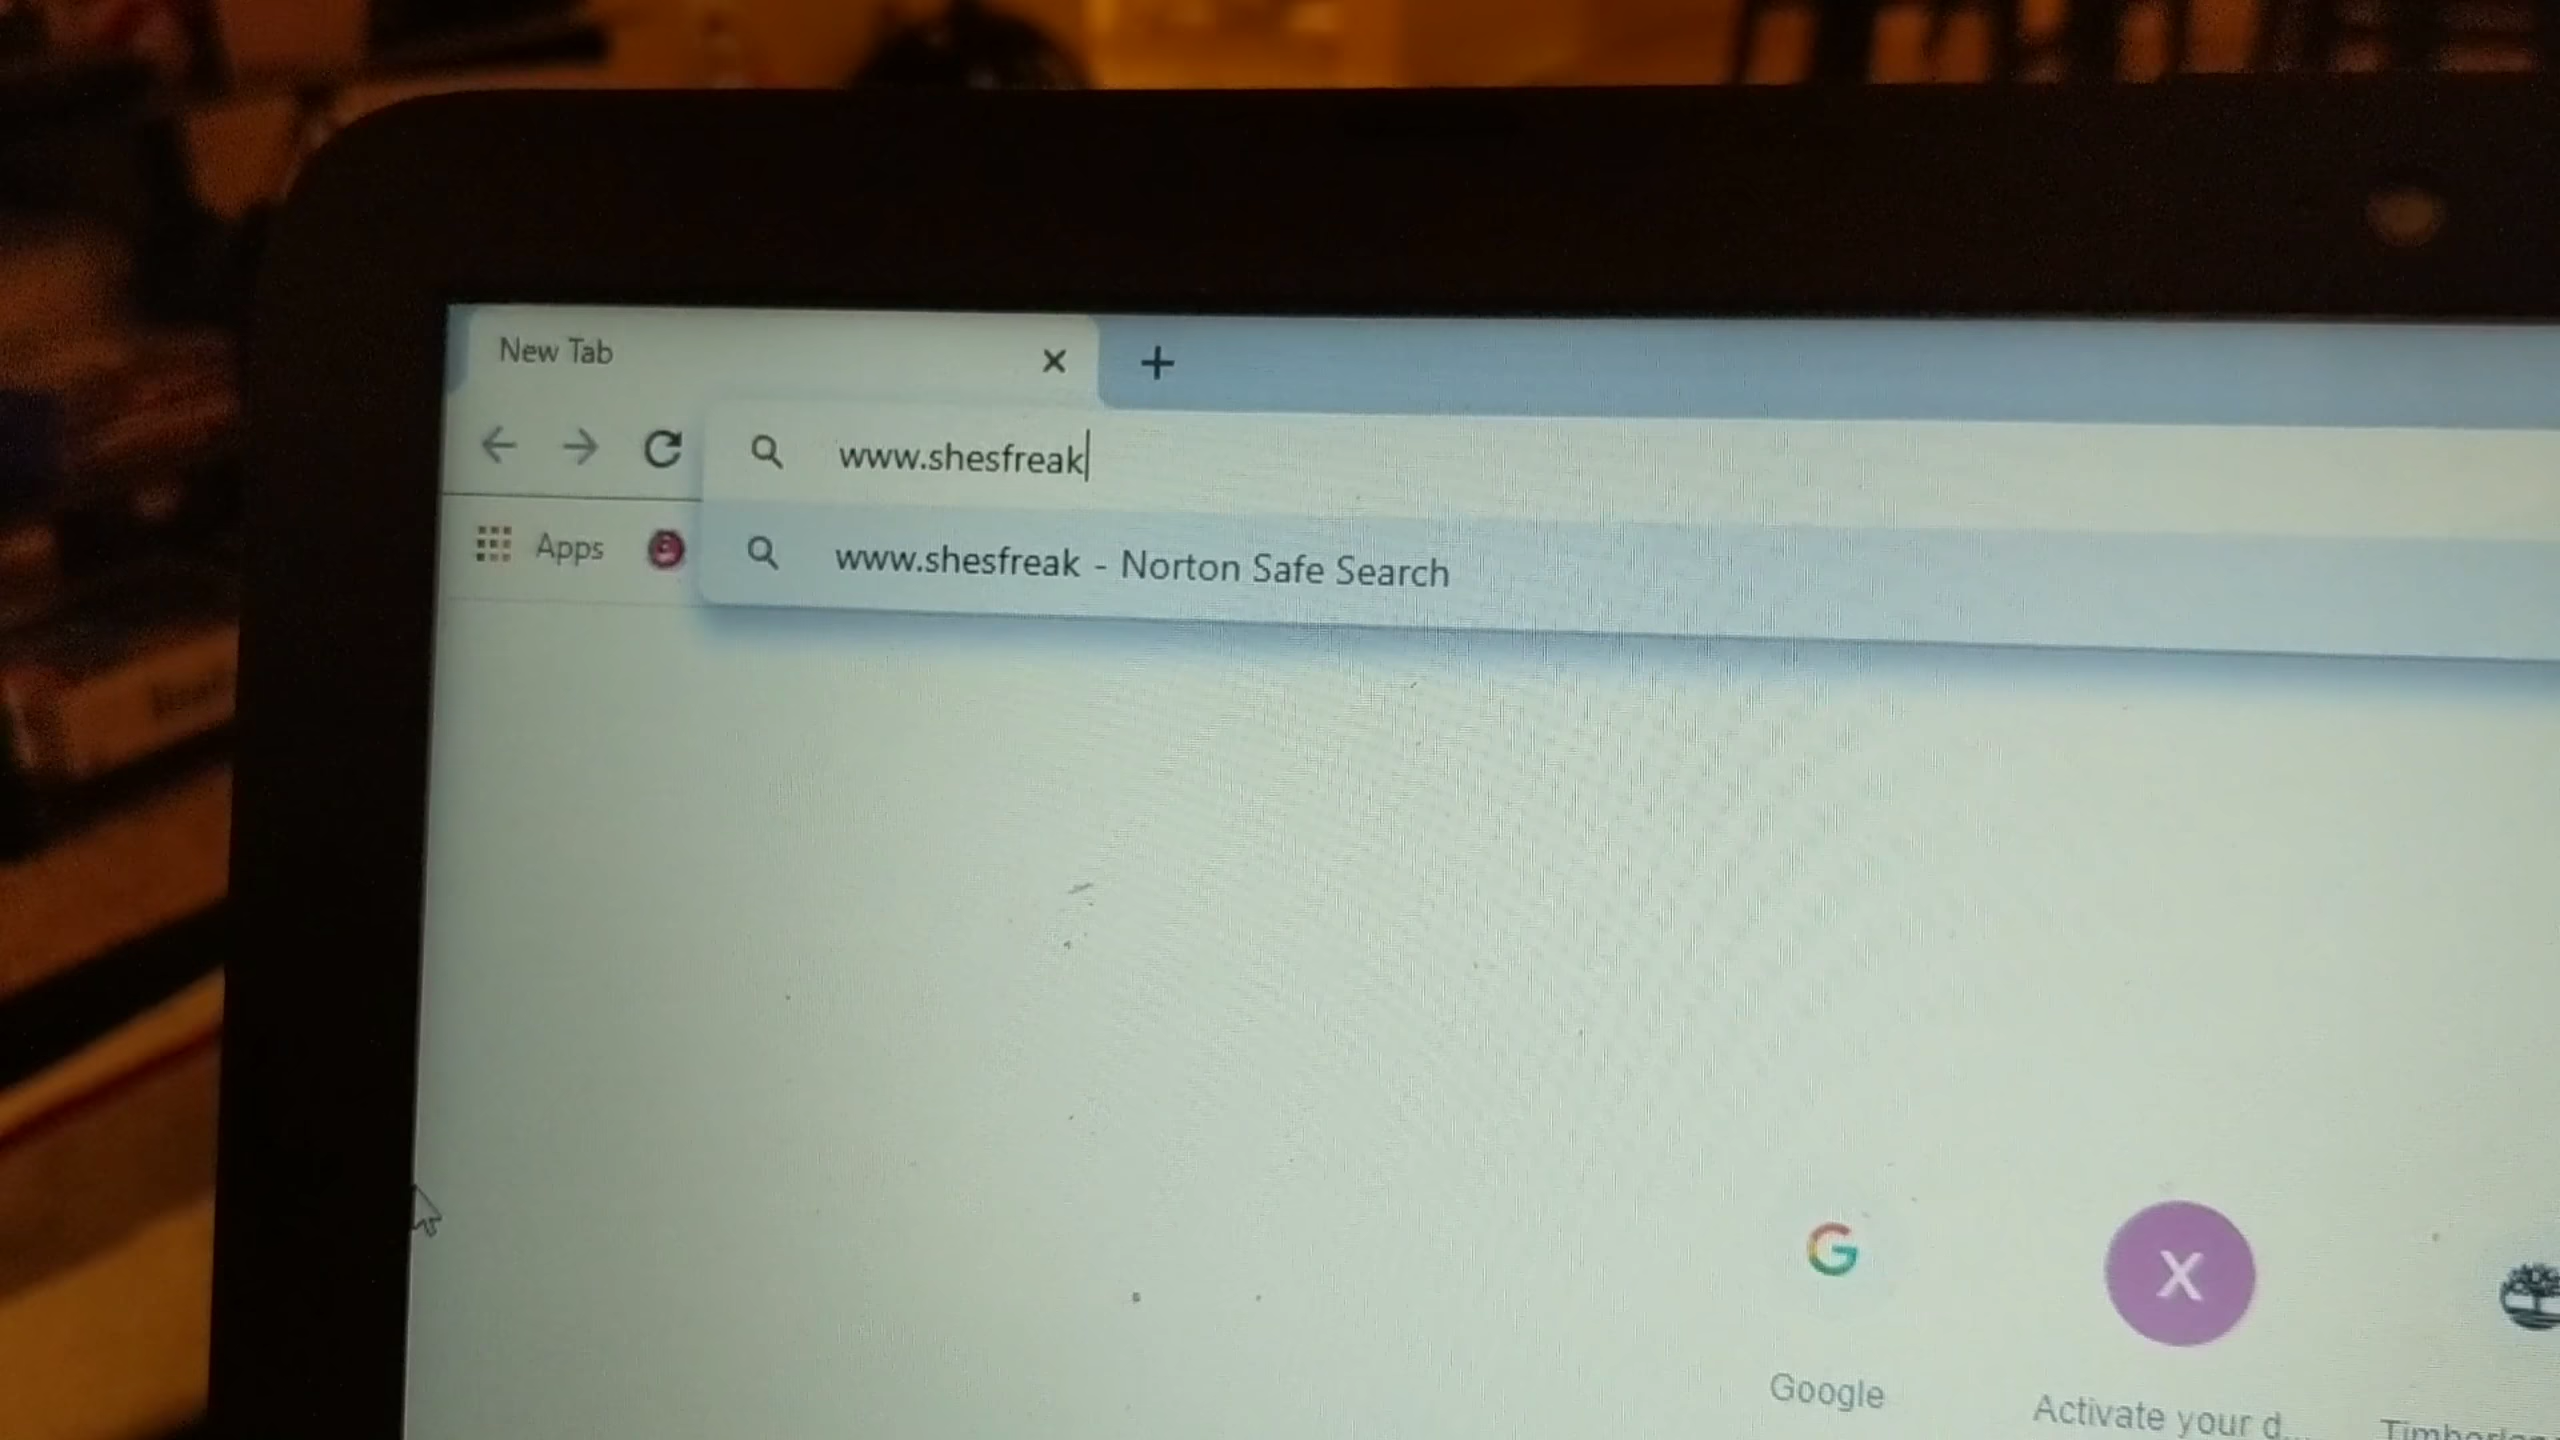 New Tab
www.shesfreak
Apps
www.shesfreak - Norton Safe Search
G
X
Google
Activate your d...